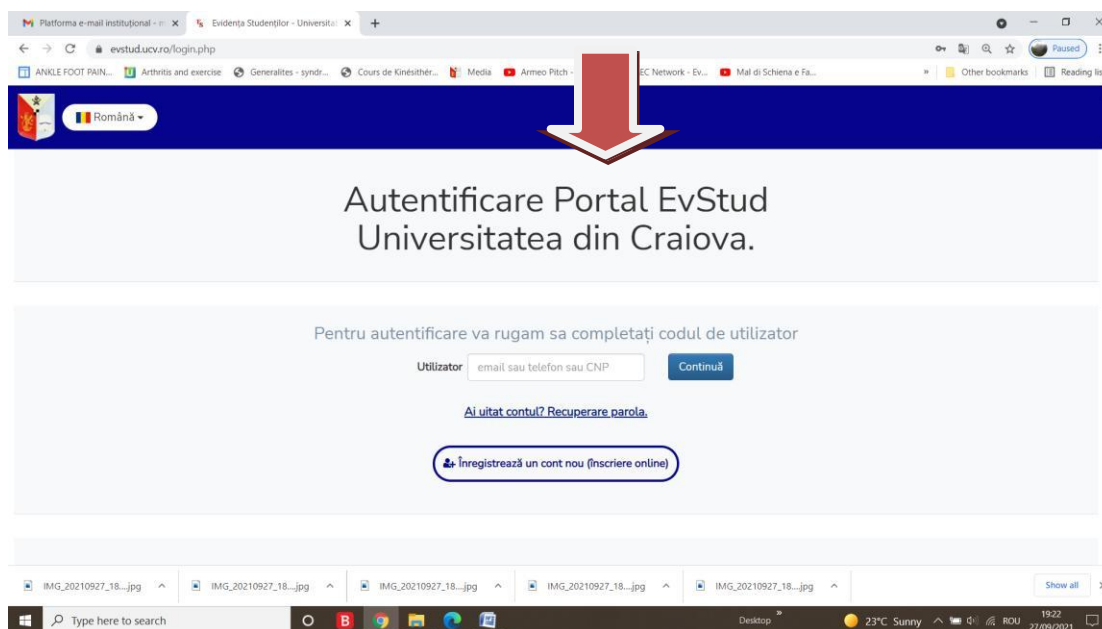 Platforma e-mail instituțional - m
Evidența Studenților - Universita
evstud.ucv.ro/login.php
Paused
ANKLE FOOT PAIN...
Arthritis and exercise
Generalites - syndr...
Cours de Kinésithér...
Media
Armeo Pitch -
EC Network - Ev...
Mal di Schiena e Fa...
Other bookmarks
Reading lis
Română
Autentificare Portal EvStud
Universitatea din Craiova.
Pentru autentificare va rugam sa completați codul de utilizator
Utilizator
email sau telefon sau CNP
Continuă
Ai uitat contul? Recuperare parola.
Înregistrează un cont nou (înscriere online)
IMG_20210927_18....jpg
IMG_20210927_18....jpg
IMG_20210927_18....jpg
IMG_20210927_18....jpg
IMG_20210927_18....jpg
Show all
Type here to search
B
Desktop
23°C Sunny
ROU
19:22
27/09/2021